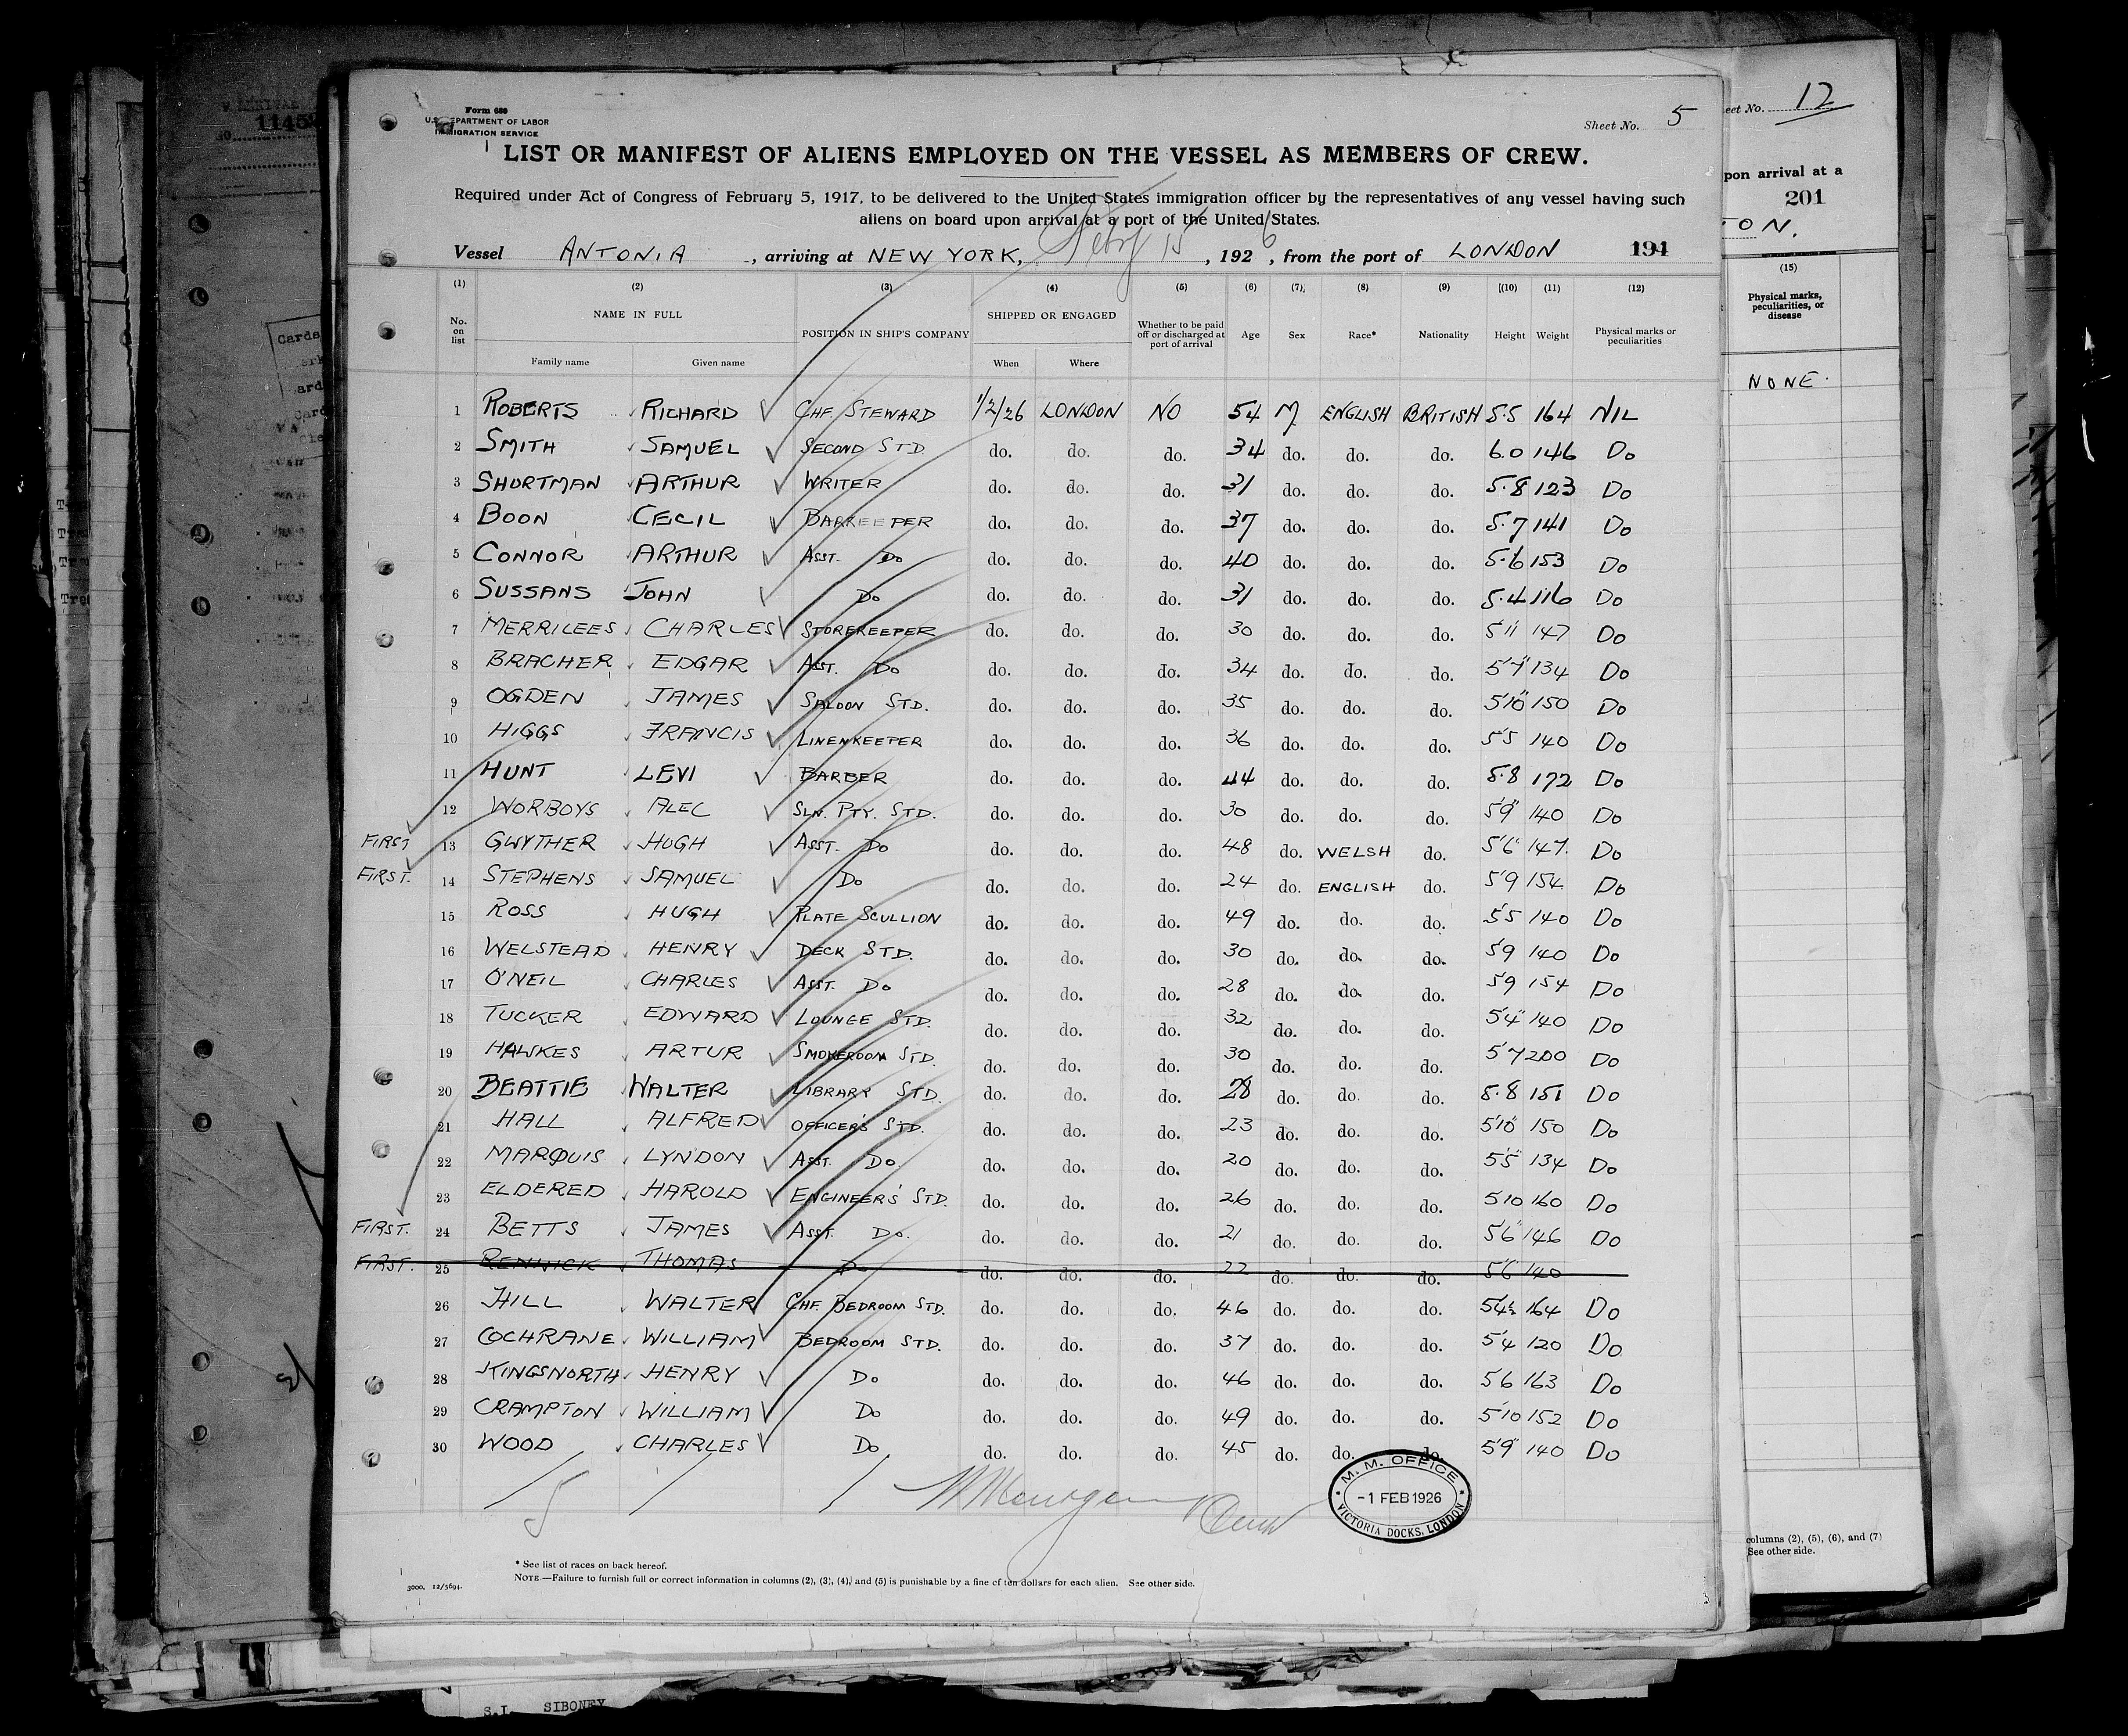 Form 680
U.S. DEPARTMENT OF LABOR
IMMIGRATION SERVICE
Sheet No. 5
LIST OR MANIFEST OF ALIENS EMPLOYED ON THE VESSEL AS MEMBERS OF CREW.
Required under Act of Congress of February 5, 1917, to be delivered to the United States immigration officer by the representatives of any vessel having such
aliens on board upon arrival at a port of the United States.
Vessel ANTONIA, arriving at NEW YORK, Feby 15, 1926, from the port of LONDON 194
(1) (2) (3) (4) (5) (6) (7) (8) (9) (10) (11) (12)
No. on list NAME IN FULL POSITION IN SHIP'S COMPANY SHIPPED OR ENGAGED Whether to be paid off or discharged at port of arrival Age Sex Race* Nationality Height Weight Physical marks or peculiarities
Family name Given name When Where
1 ROBERTS RICHARD CHF. STEWARD 1/2/26 LONDON NO 54 M. ENGLISH BRITISH 5.5 164 NIL
2 SMITH SAMUEL SECOND STD do. do. do. 34 do. do. do. 6.0 146 Do
3 SHORTMAN ARTHUR WRITER do. do. do. 31 do. do. do. 5.8 123 Do
4 BOON CECIL BARKEEPER do. do. do. 37 do. do. do. 5.7 141 Do
5 CONNOR ARTHUR ASST. Do do. do. do. 40 do. do. do. 5.6 153 Do
6 SUSSANS JOHN Do do. do. do. 31 do. do. do. 5.4 116 Do
7 MERRILEES CHARLES STOREKEEPER do. do. do. 30 do. do. do. 5'11 147 Do
8 BRACHER EDGAR ASST. Do do. do. do. 34 do. do. do. 5'7" 134 Do
9 OGDEN JAMES SALOON STD. do. do. do. 35 do. do. do. 5'10" 150 Do
10 HIGGS FRANCIS LINENKEEPER do. do. do. 36 do. do. do. 5'5 140 Do
11 HUNT LEVI BARBER do. do. do. 44 do. do. do. 5.8 172 Do
12 WORBOYS ALEC SLN. PTY. STD. do. do. do. 30 do. do. do. 5'9" 140 Do
FIRST 13 GWYTHER HUGH ASST. Do do. do. do. 48 do. WELSH do. 5'6" 147. Do
FIRST. 14 STEPHENS SAMUEL Do do. do. do. 24 do. ENGLISH do. 5'9 154 Do
15 ROSS HUGH PLATE SCULLION do. do. do. 49 do. do. do. 5'5 140 Do
16 WELSTEAD HENRY DECK STD. do. do. do. 30 do. do. do. 5'9 140 Do
17 O'NEIL CHARLES ASST. Do do. do. do. 28 do. do. do. 5'9 154 Do
18 TUCKER EDWARD LOUNGE STD. do. do. do. 32 do. do. do. 5'4" 140 Do
19 HAWKES ARTUR SMOKEROOM STD. do. do. do. 30 do. do. do. 5'7 200 Do
20 BEATTIE WALTER LIBRARY STD. do. do. do. 28 do. do. do. 5.8 151 Do
21 HALL ALFRED OFFICER'S STD. do. do. do. 23 do. do. do. 5'10" 150 Do
22 MARQUIS LYNDON ASST. Do. do. do. do. 20 do. do. do. 5'5" 134 Do
23 ELDERED HAROLD ENGINEER'S STD. do. do. do. 26 do. do. do. 5'10 160 Do
FIRST. 24 BETTS JAMES ASST. Do. do. do. do. 21 do. do. do. 5'6" 146 Do
FIRST. 25 RENWICK THOMAS Do do. do. do. 22 do. do. do. 5'6 140
26 HILL WALTER CHF. BEDROOM STD. do. do. do. 46 do. do. do. 5'4½ 164 Do
27 COCHRANE WILLIAM BEDROOM STD. do. do. do. 37 do. do. do. 5'4 120 Do.
28 KINGSNORTH HENRY Do do. do. do. 46 do. do. do. 5'6 163 Do
29 CRAMPTON WILLIAM Do do. do. do. 49 do. do. do. 5'10 152 Do
30 WOOD CHARLES Do do. do. do. 45 do. do. do. 5'9" 140 Do
M. M. OFFICE
-1 FEB 1926
VICTORIA DOCKS, LONDON
* See list of races on back hereof.
NOTE.—Failure to furnish full or correct information in columns (2), (3), (4), and (5) is punishable by a fine of ten dollars for each alien. See other side.
3000. 12/5694.
eet No. 12
pon arrival at a
201
TON.
(15)
Physical marks, peculiarities, or disease
NONE.
columns (2), (5), (6), and (7)
See other side.
1145
Cards
S.I. SIBONEY